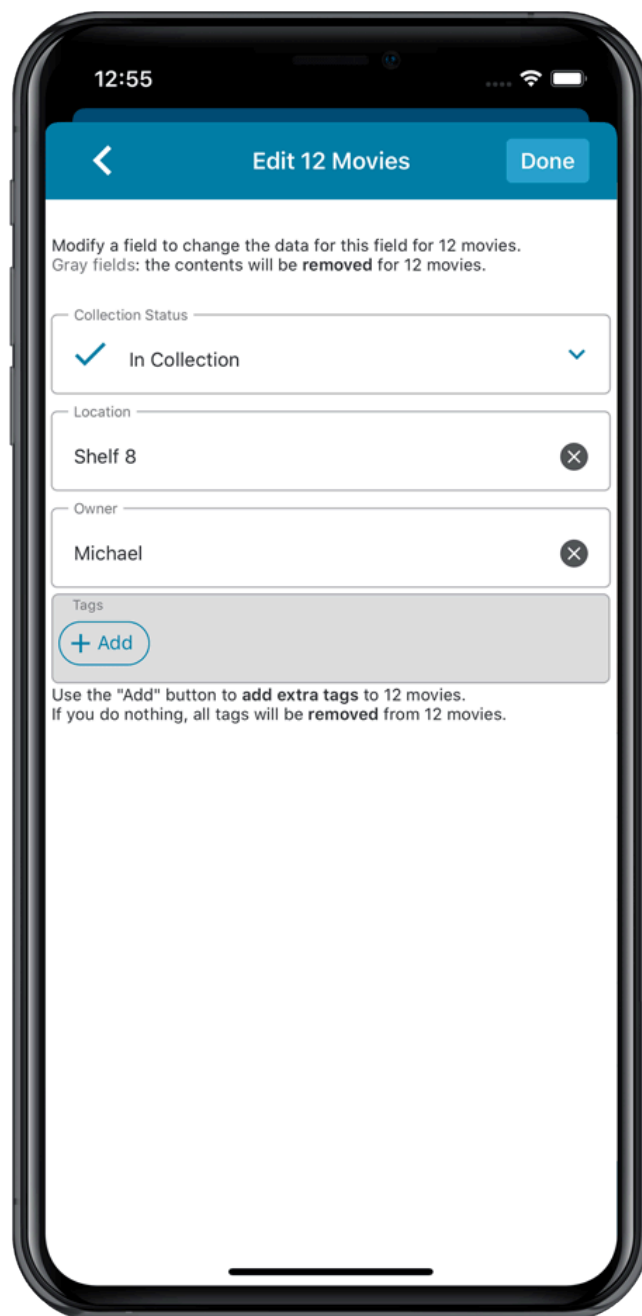 12:55
Edit 12 Movies
Done
Modify a field to change the data for this field for 12 movies.
Gray fields: the contents will be removed for 12 movies.
Collection Status
In Collection
Location
Shelf 8
Owner
Michael
Tags
+ Add
Use the "Add" button to add extra tags to 12 movies.
If you do nothing, all tags will be removed from 12 movies.